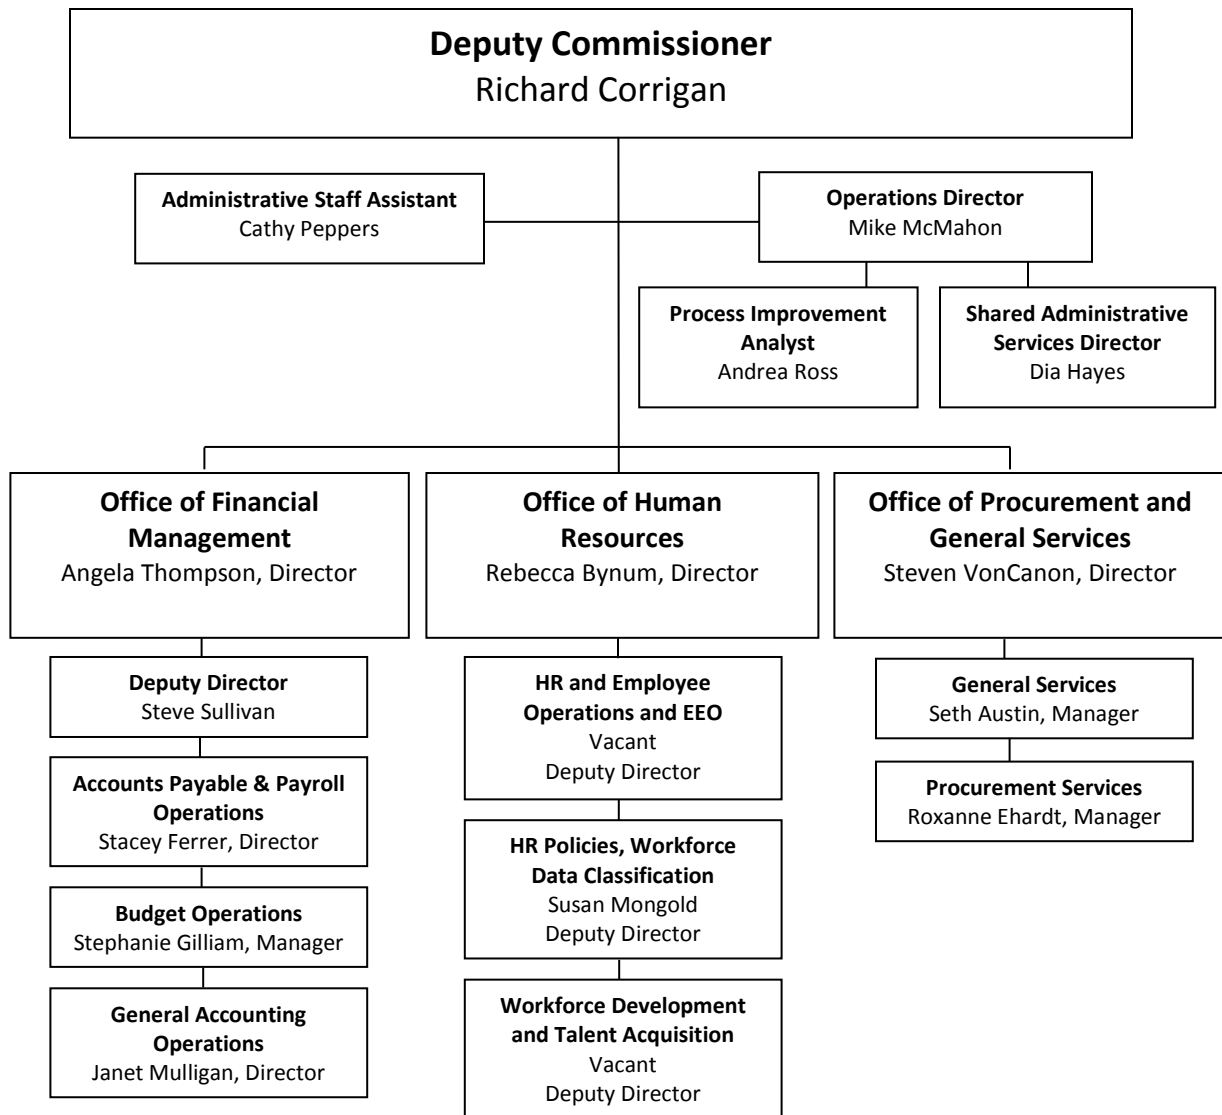 Deputy Commissioner
Richard Corrigan
Administrative Staff Assistant
Cathy Peppers
Operations Director
Mike McMahon
Process Improvement
Analyst
Andrea Ross
Shared Administrative
Services Director
Dia Hayes
Office of Financial
Management
Angela Thompson, Director
Office of Human
Resources
Rebecca Bynum, Director
Office of Procurement and
General Services
Steven VonCanon, Director
Deputy Director
Steve Sullivan
Accounts Payable & Payroll
Operations
Stacey Ferrer, Director
Budget Operations
Stephanie Gilliam, Manager
General Accounting
Operations
Janet Mulligan, Director
HR and Employee
Operations and EEO
Vacant
Deputy Director
HR Policies, Workforce
Data Classification
Susan Mongold
Deputy Director
Workforce Development
and Talent Acquisition
Vacant
Deputy Director
General Services
Seth Austin, Manager
Procurement Services
Roxanne Ehardt, Manager